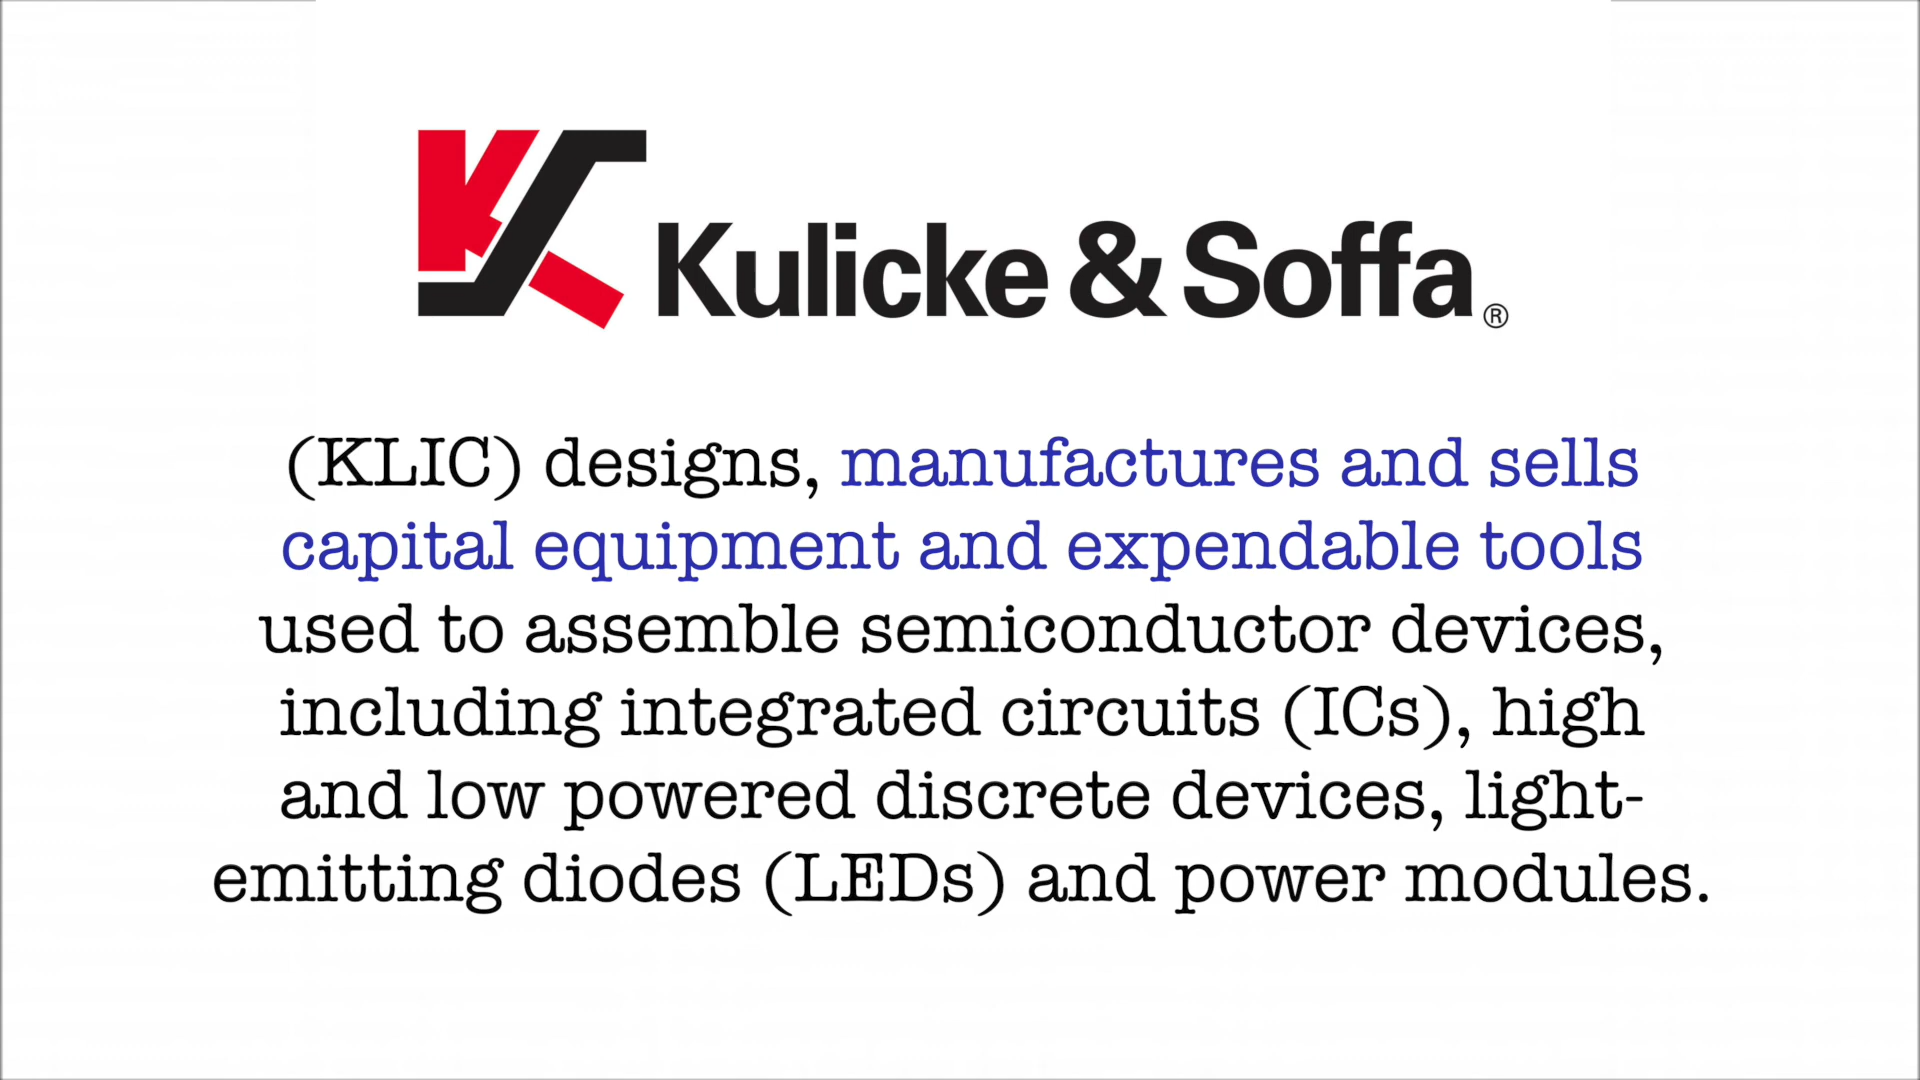 Kulicke & Soffa®
(KLIC) designs, manufactures and sells
capital equipment and expendable tools
used to assemble semiconductor devices,
including integrated circuits (ICs), high
and low powered discrete devices, light-
emitting diodes (LEDs) and power modules.